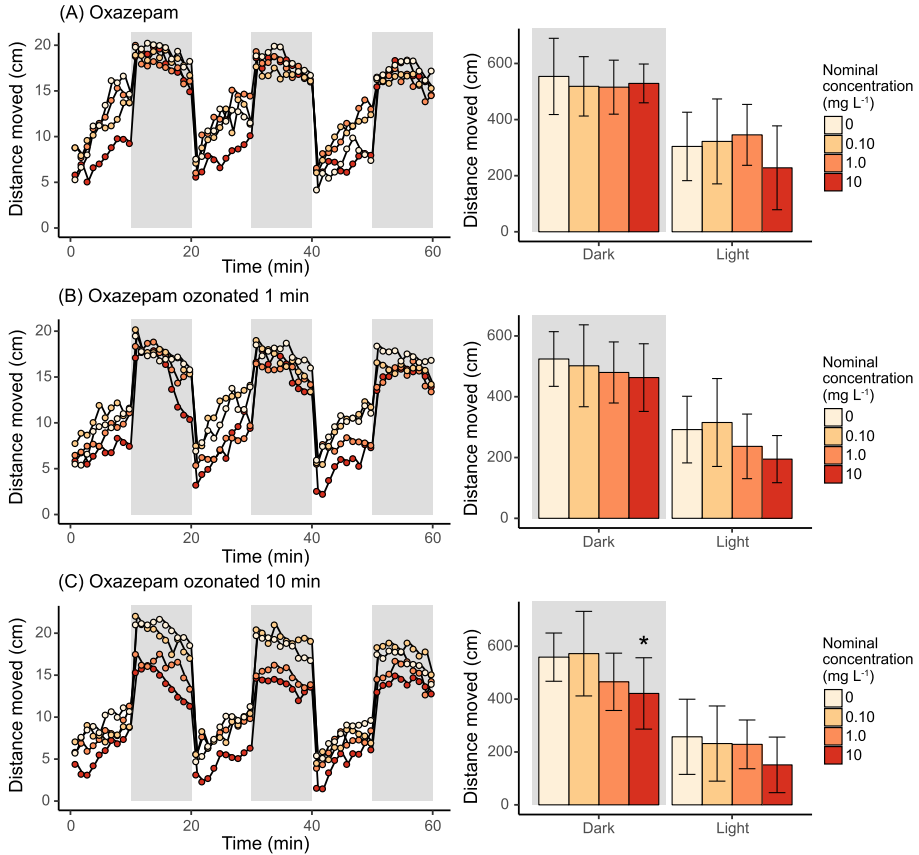 (A) Oxazepam
Distance moved (cm)
20
15
10
5
0
0
20
40
60
Time (min)
Distance moved (cm)
600
400
200
0
Dark
Light
Nominal
concentration
(mg L⁻¹)
0
0.10
1.0
10
(B) Oxazepam ozonated 1 min
Distance moved (cm)
20
15
10
5
0
0
20
40
60
Time (min)
Distance moved (cm)
600
400
200
0
Dark
Light
Nominal
concentration
(mg L⁻¹)
0
0.10
1.0
10
(C) Oxazepam ozonated 10 min
Distance moved (cm)
20
15
10
5
0
0
20
40
60
Time (min)
Distance moved (cm)
600
400
200
0
*
Dark
Light
Nominal
concentration
(mg L⁻¹)
0
0.10
1.0
10